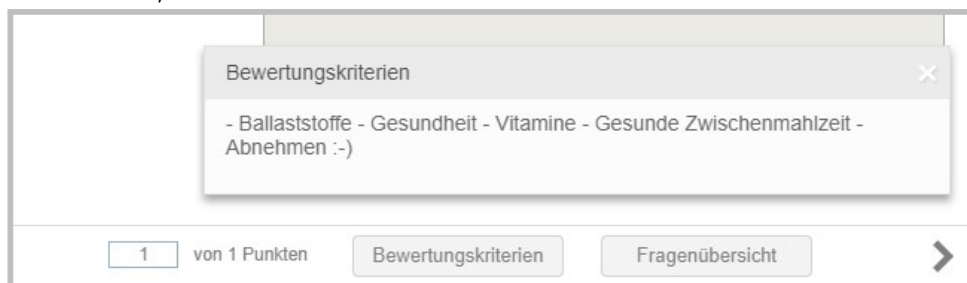 Bewertungskriterien
- Ballaststoffe - Gesundheit - Vitamine - Gesunde Zwischenmahlzeit -
Abnehmen :-)
1 von 1 Punkten Bewertungskriterien Fragenübersicht